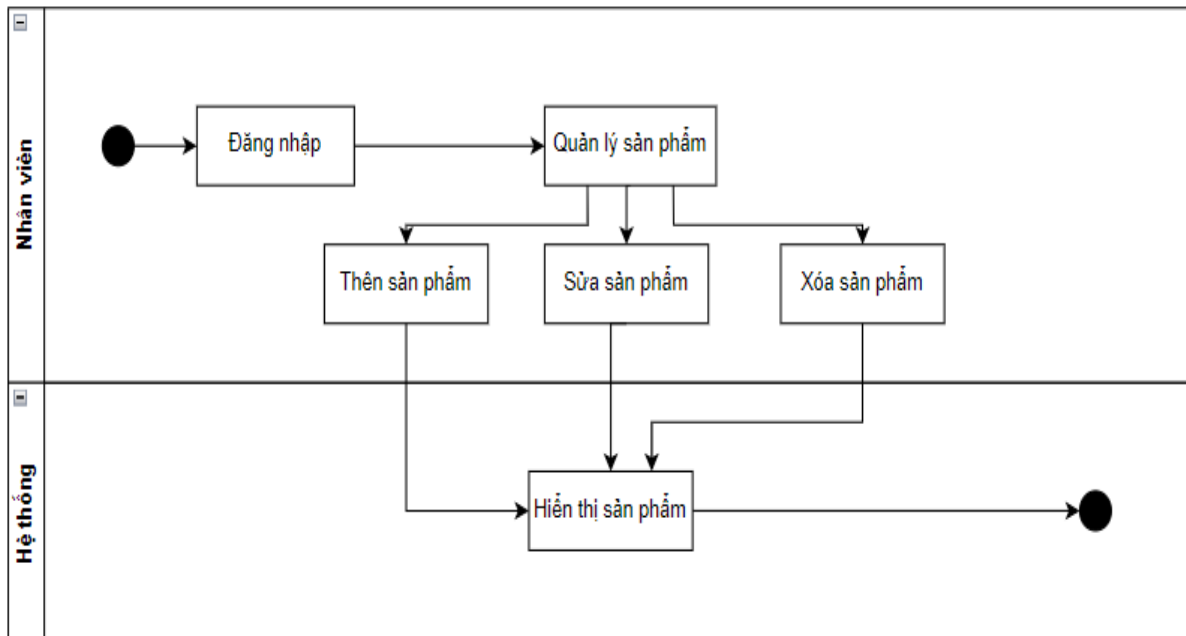 Nhân viên
Đăng nhập
Quản lý sản phẩm
Thên sản phẩm
Sửa sản phẩm
Xóa sản phẩm
Hệ thống
Hiển thị sản phẩm